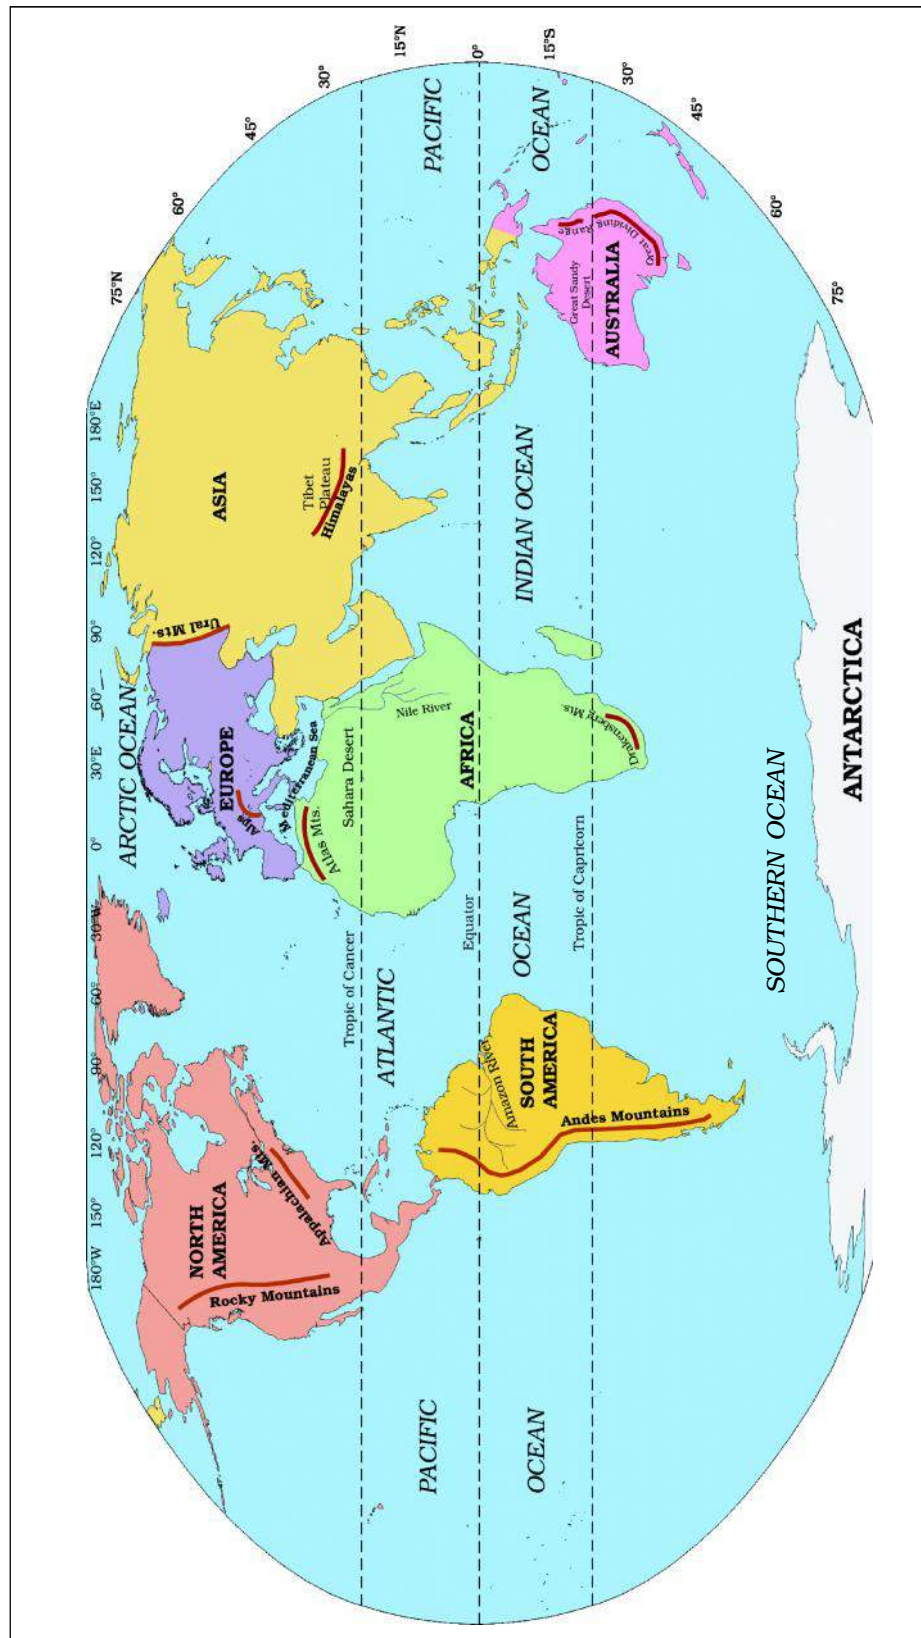 180°W
150°
120°
90°
60°
30°W
0°
30°E
60°
90°
120°
150°
180°E
75°N
60°
45°
30°
15°N
0°
15°S
30°
45°
60°
75°
ARCTIC OCEAN
NORTH
AMERICA
Rocky Mountains
Appalachian Mts.
EUROPE
Alps
Ural Mts.
Mediterranean Sea
ASIA
Tibet
Plateau
Himalayas
Atlas Mts.
Sahara Desert
Nile River
AFRICA
Drakensberg Mts.
Tropic of Cancer
Equator
Tropic of Capricorn
PACIFIC
OCEAN
ATLANTIC
OCEAN
INDIAN OCEAN
PACIFIC
OCEAN
SOUTH
AMERICA
Amazon River
Andes Mountains
Great Sandy
Desert
AUSTRALIA
Great Dividing Range
SOUTHERN OCEAN
ANTARCTICA